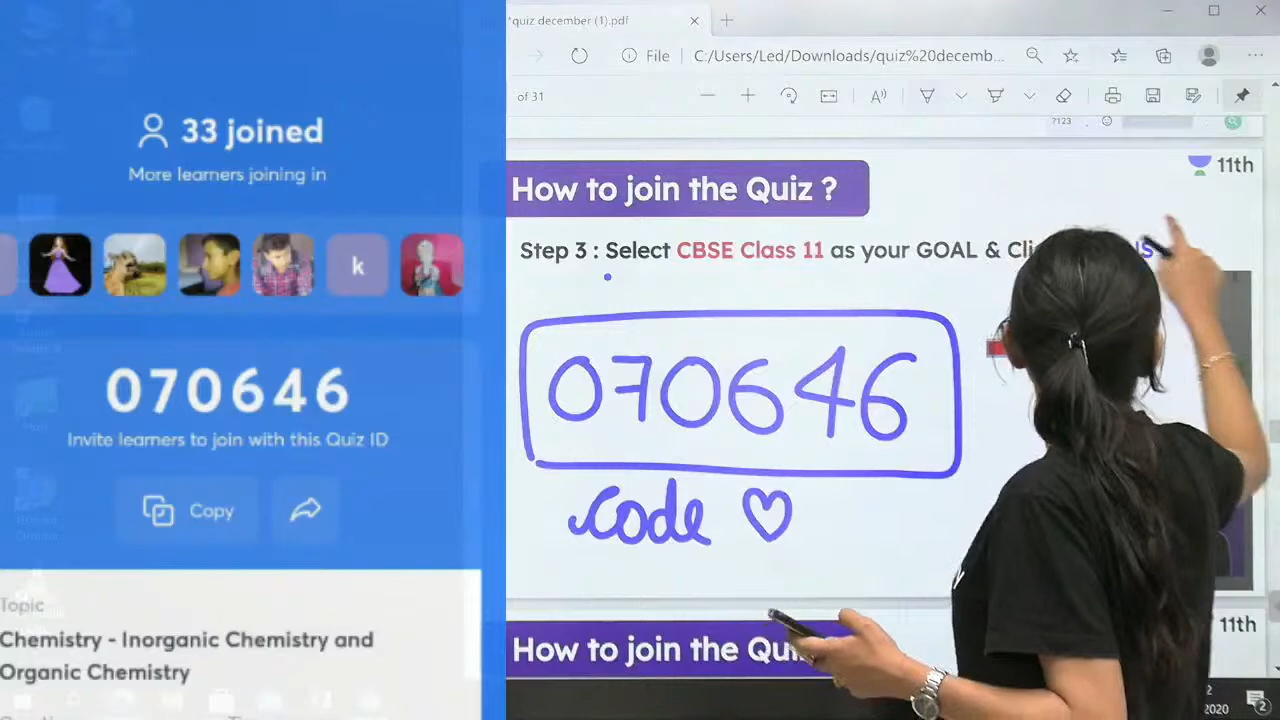 33 joined
More learners joining in
k
070646
Invite learners to join with this Quiz ID
Copy
Topic
Chemistry - Inorganic Chemistry and
Organic Chemistry
*quiz december (1).pdf
File
C:/Users/Led/Downloads/quiz%20decemb...
of 31
?123
11th
How to join the Quiz ?
Step 3 : Select CBSE Class 11 as your GOAL &
070646
code
11th
How to join the
2020
2